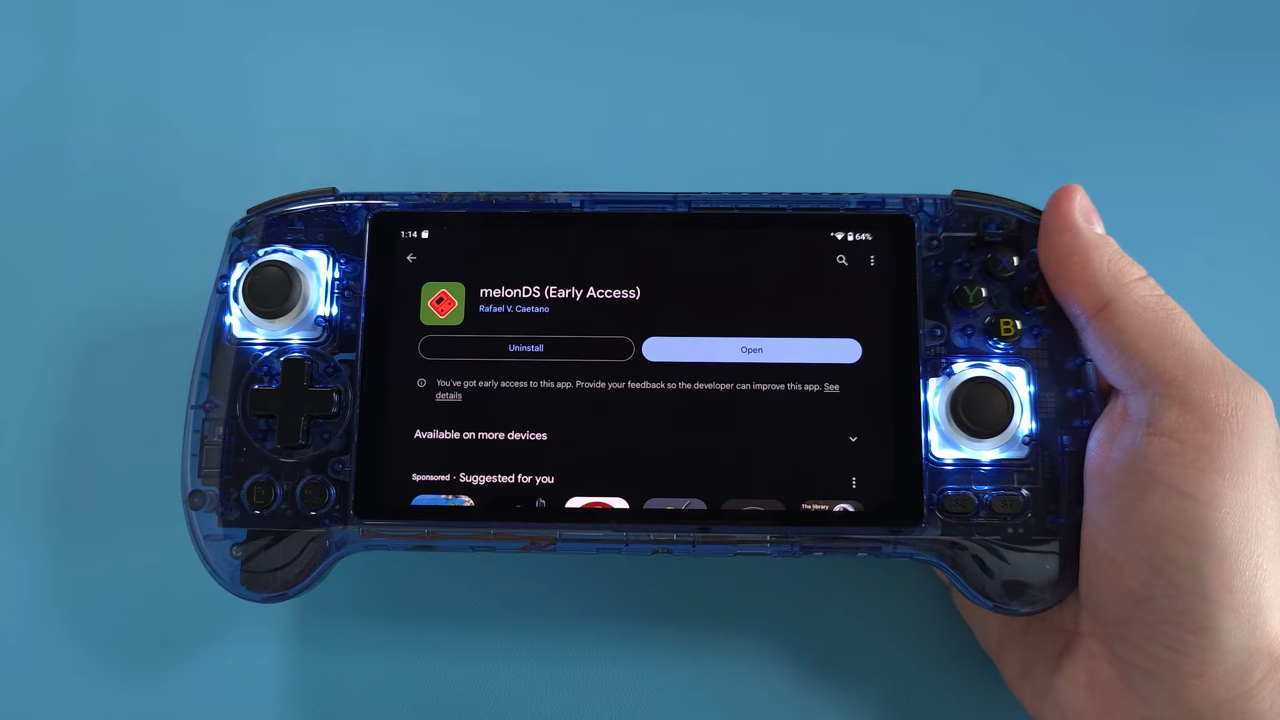 1:14
64%
melonDS (Early Access)
Rafael V. Caetano
Uninstall
Open
You've got early access to this app. Provide your feedback so the developer can improve this app. See
details
Available on more devices
Sponsored · Suggested for you
The library
X
Y
A
B